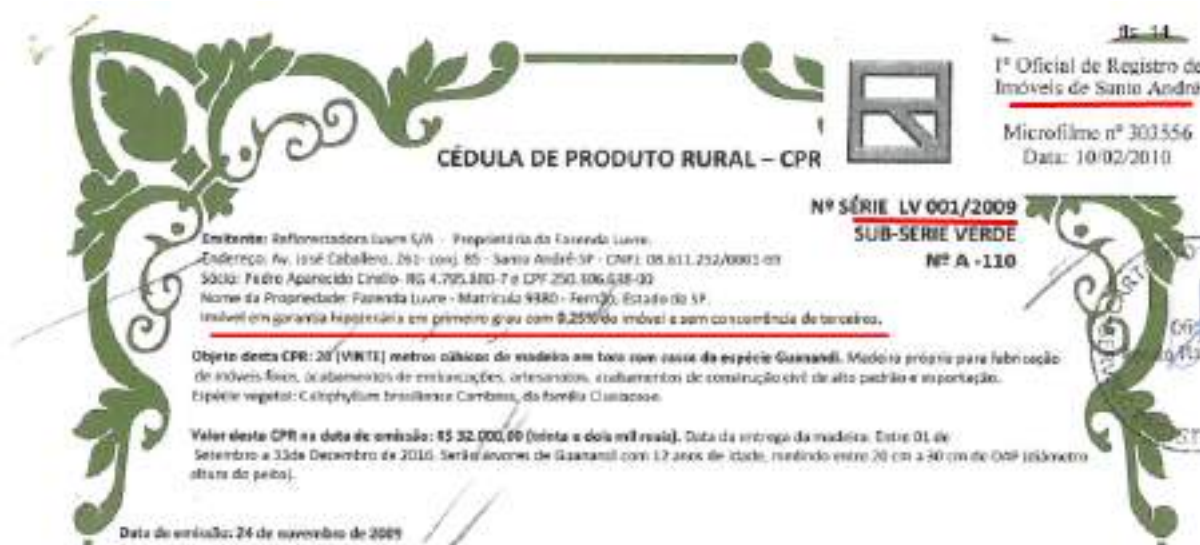 fls. 14
1º Oficial de Registro de
Imóveis de Santo André
Microfilme nº 303556
Data: 10/02/2010
CÉDULA DE PRODUTO RURAL – CPR
Nº SÉRIE LV 001/2009
SUB-SERIE VERDE
Nº A -110
Emitente: Reflorestadora Luvre S/A - Proprietária da Fazenda Luvre.
Endereço: Av. José Caballero, 261- conj. 85 - Santo André-SP - CNPJ.
Sócio: Pedro Aparecido Cirello- RG 4.795.880-7 e CPF 250.306.638-00
Nome da Propriedade: Fazenda Luvre - Matrícula 9380 - Fernão, Estado de SP.
Imóvel em garantia hipotecária em primeiro grau com 0,25% do imóvel e sem concorrência de terceiros.
Objeto desta CPR: 20 (VINTE) metros cúbicos de madeira em tora com casca da espécie Guanandi. Madeira própria para fabricação
de móveis finos, acabamentos de embarcações, artesanatos, acabamentos de construção civil de alto padrão e exportação.
Espécie vegetal: Calophyllum brasiliense Cambess, da família Clusiaceae.
Valor desta CPR na data de emissão: R$ 32.000,00 (trinta e dois mil reais). Data da entrega da madeira: Entre 01 de
Setembro a 31 de Dezembro de 2016. Serão árvores de Guanandi com 12 anos de idade, medindo entre 20 cm a 30 cm de DAP (diâmetro
altura do peito).
Data de emissão: 24 de novembro de 2009